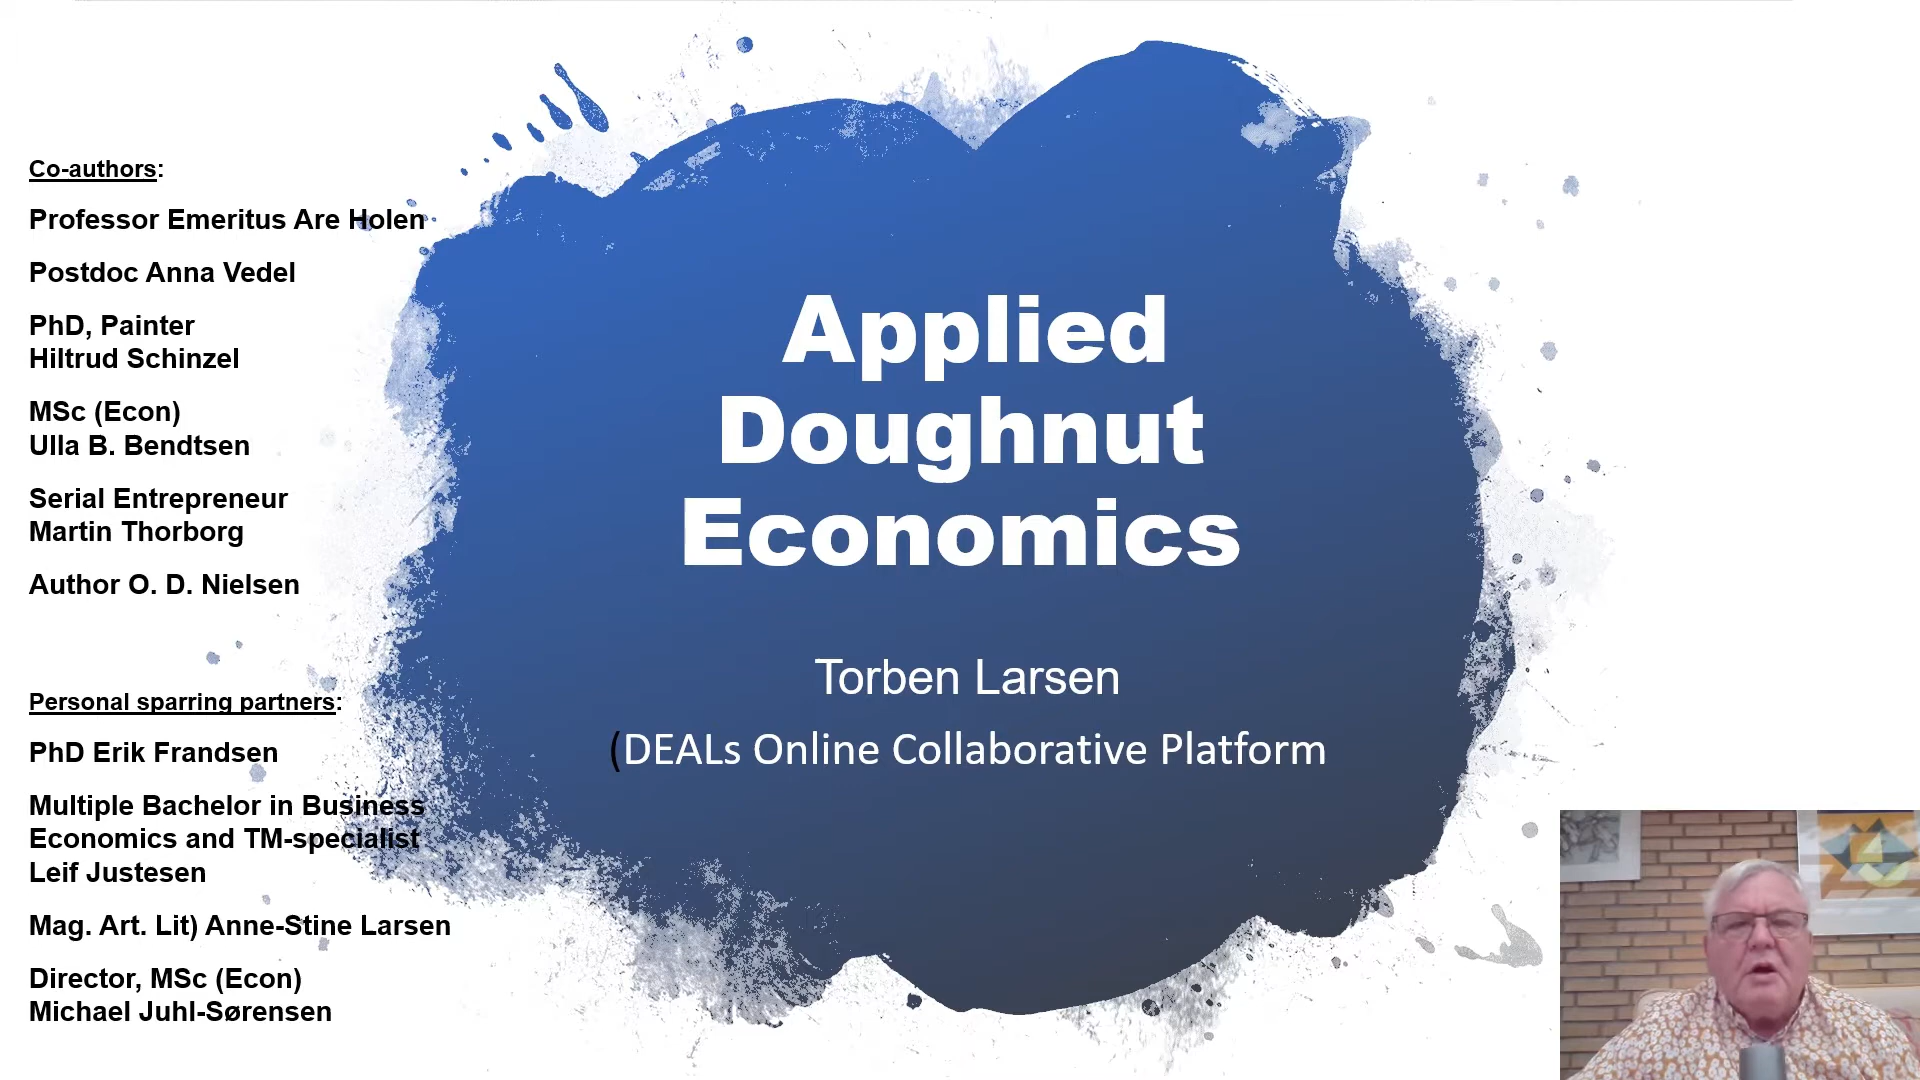 Co-authors:
Professor Emeritus Are Holen
Postdoc Anna Vedel
PhD, Painter
Hiltrud Schinzel
MSc (Econ)
Ulla B. Bendtsen
Serial Entrepreneur
Martin Thorborg
Author O. D. Nielsen
Personal sparring partners:
PhD Erik Frandsen
Multiple Bachelor in Business
Economics and TM-specialist
Leif Justesen
Mag. Art. Lit) Anne-Stine Larsen
Director, MSc (Econ)
Michael Juhl-Sørensen
Applied
Doughnut
Economics
Torben Larsen
(DEALs Online Collaborative Platform